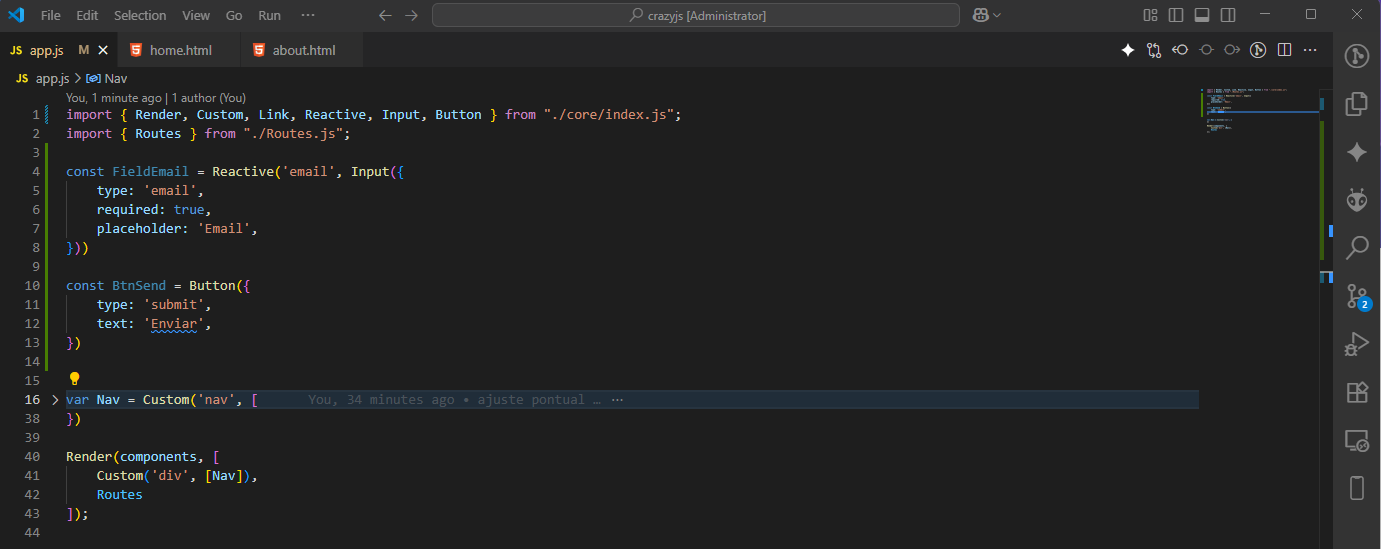 File Edit Selection View Go Run ··· crazyjs [Administrator]
JS app.js M home.html about.html
JS app.js > Nav
You, 1 minute ago | 1 author (You)
1 import { Render, Custom, Link, Reactive, Input, Button } from "./core/index.js";
2 import { Routes } from "./Routes.js";
3
4 const FieldEmail = Reactive('email', Input({
5 type: 'email',
6 required: true,
7 placeholder: 'Email',
8 }))
9
10 const BtnSend = Button({
11 type: 'submit',
12 text: 'Enviar',
13 })
14
15
16 var Nav = Custom('nav', [ You, 34 minutes ago • ajuste pontual … ···
38 })
39
40 Render(components, [
41 Custom('div', [Nav]),
42 Routes
43 ]);
44
2